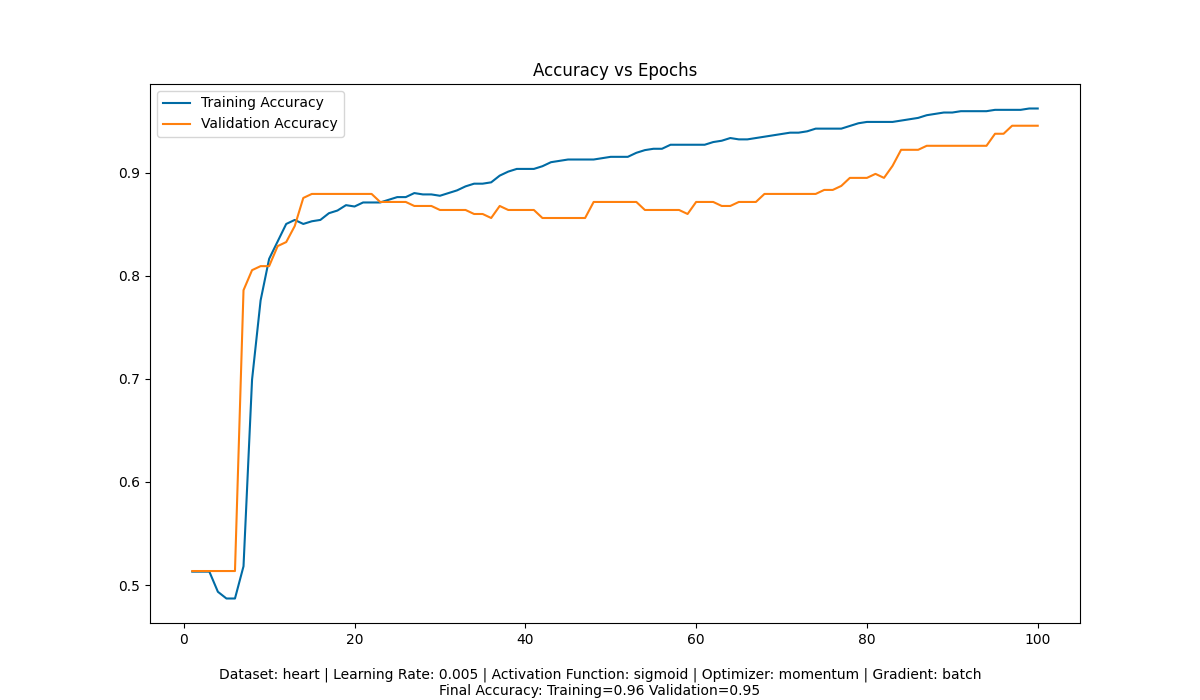 Accuracy vs Epochs
Training Accuracy
Validation Accuracy
0.9
0.8
0.7
0.6
0.5
0 20 40 60 80 100
Dataset: heart | Learning Rate: 0.005 | Activation Function: sigmoid | Optimizer: momentum | Gradient: batch
Final Accuracy: Training=0.96 Validation=0.95